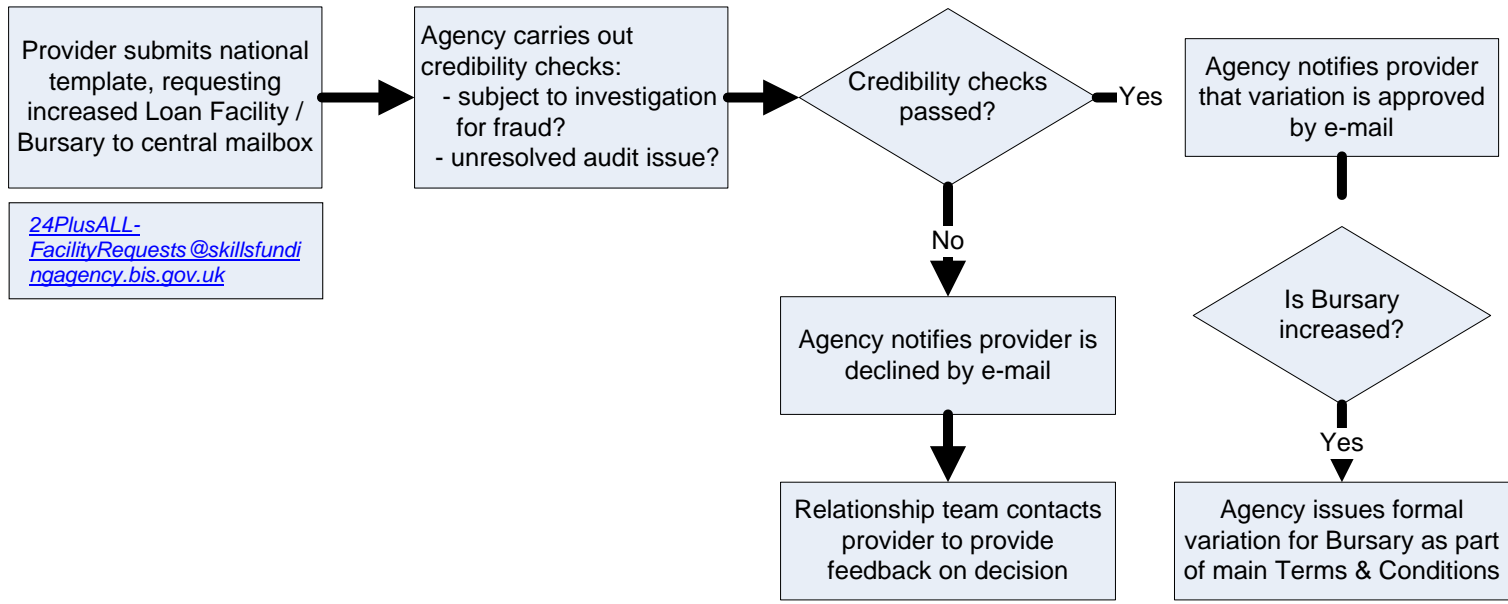 Provider submits national
template, requesting
increased Loan Facility /
Bursary to central mailbox
24PlusALL-
FacilityRequests@skillsfundi
ngagency.bis.gov.uk
Agency carries out
credibility checks:
- subject to investigation
for fraud?
- unresolved audit issue?
Credibility checks
passed?
Yes
No
Agency notifies provider is
declined by e-mail
Relationship team contacts
provider to provide
feedback on decision
Agency notifies provider
that variation is approved
by e-mail
Is Bursary
increased?
Yes
Agency issues formal
variation for Bursary as part
of main Terms & Conditions